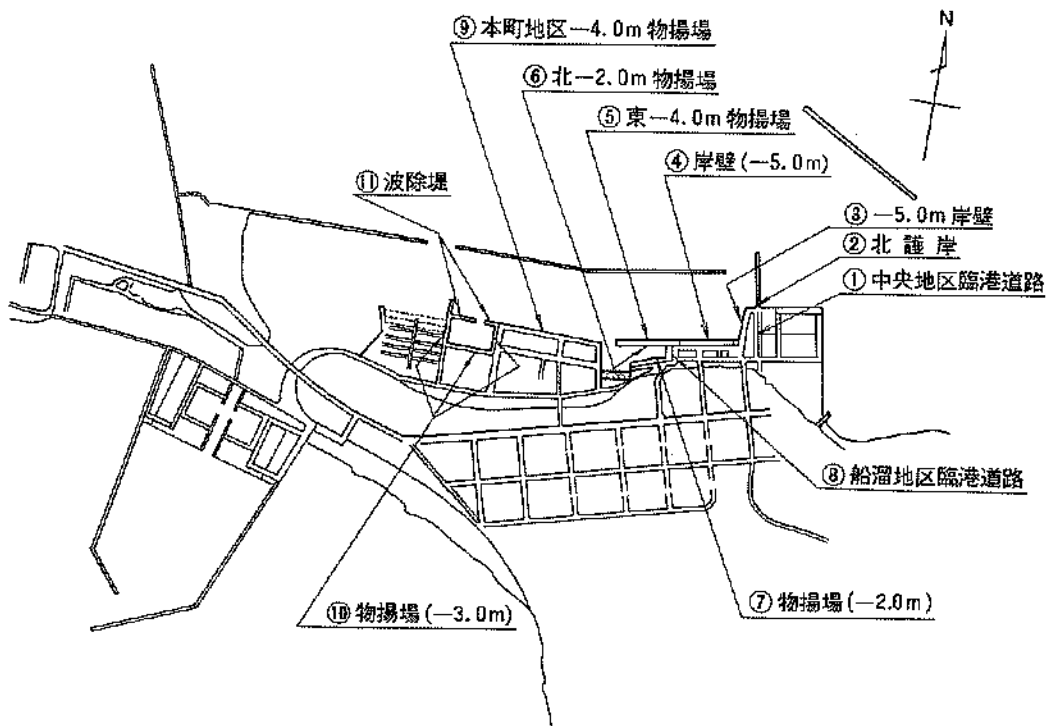 N
⑨本町地区−4.0m物揚場
⑥北−2.0m物揚場
⑤東−4.0m物揚場
④岸壁(−5.0m)
⑪波除堤
③−5.0m岸壁
②北護岸
①中央地区臨港道路
⑧船溜地区臨港道路
⑦物揚場(−2.0m)
⑩物揚場(−3.0m)